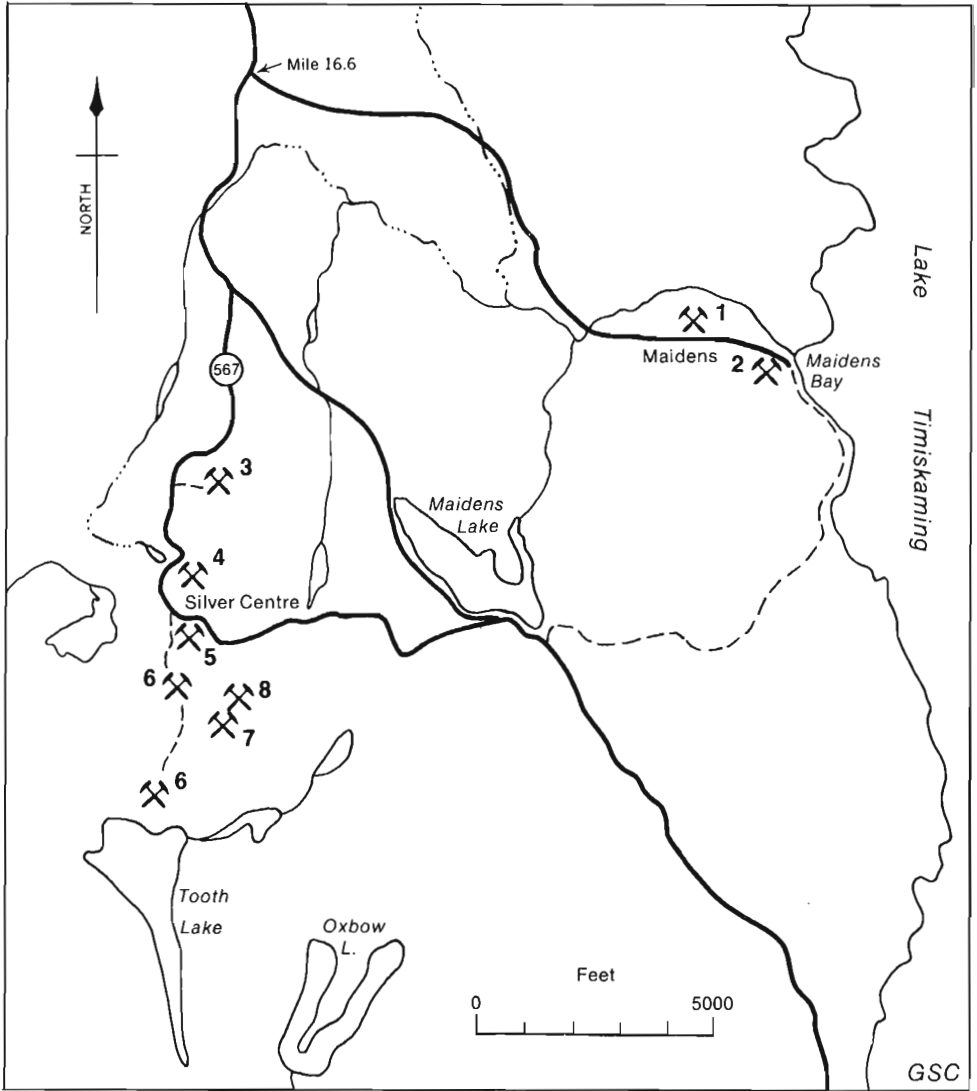 Mile 16.6
NORTH
Lake
1
Maidens
2
Maidens
Bay
567
Timiskaming
3
Maidens
Lake
4
Silver Centre
5
6
8
7
6
Tooth
Lake
Oxbow
L.
Feet
0 5000
GSC